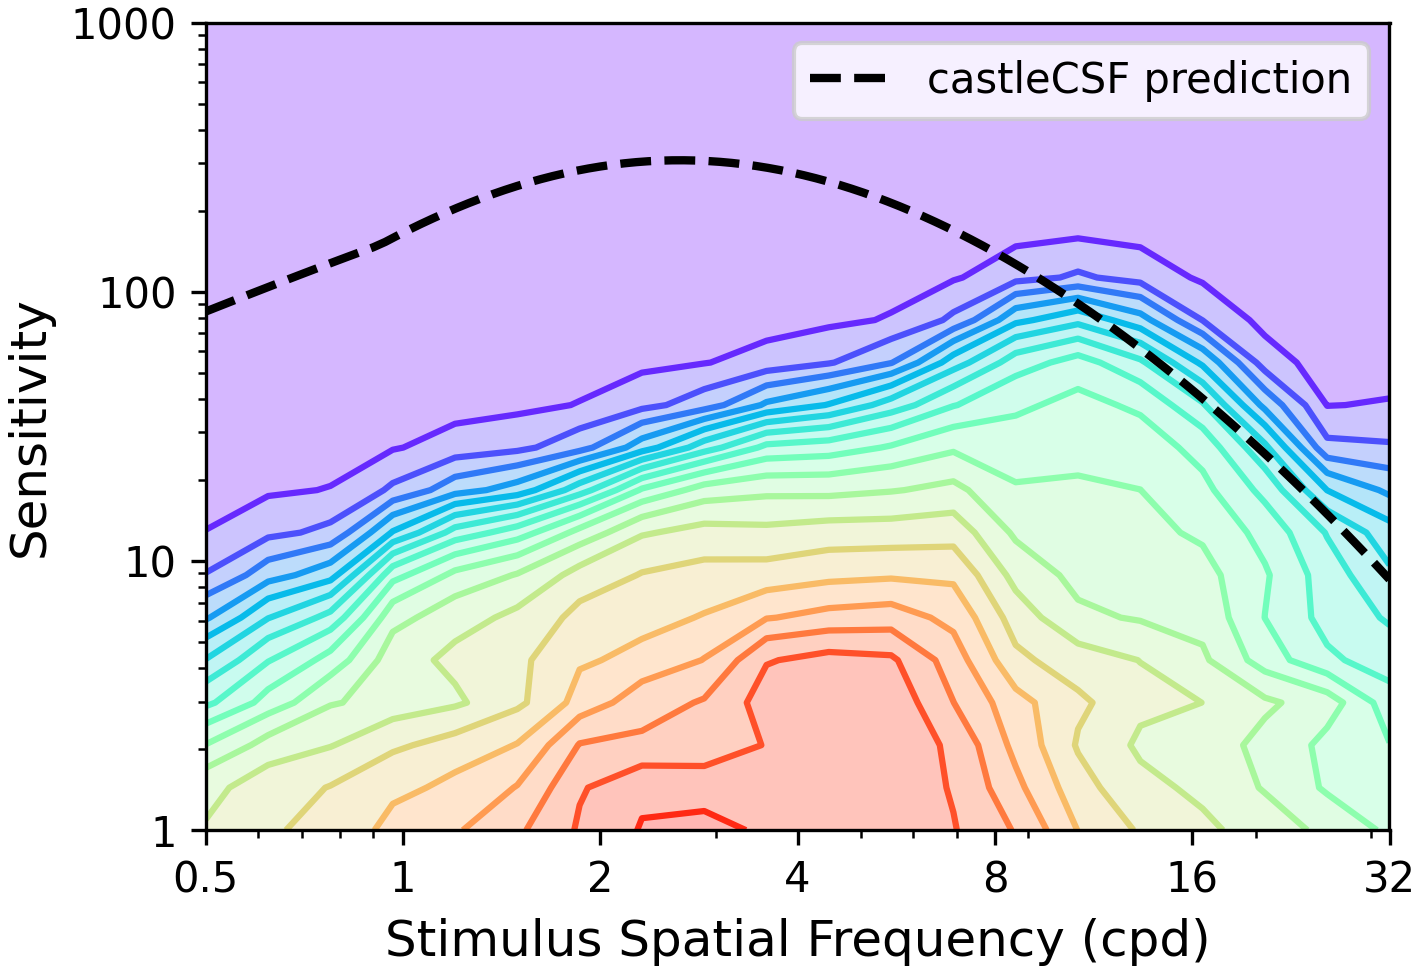 1000
castleCSF prediction
100
Sensitivity
10
1
0.5 1 2 4 8 16 32
Stimulus Spatial Frequency (cpd)